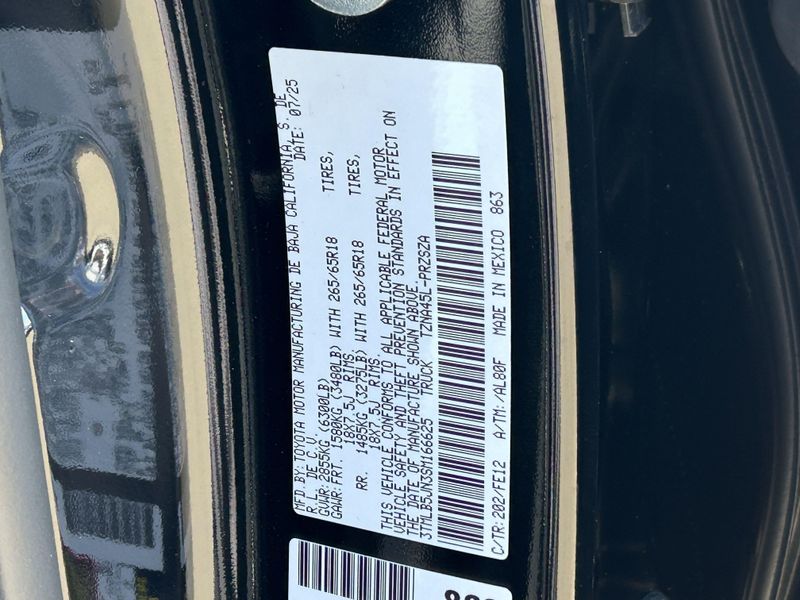 MFD.BY:TOYOTA MOTOR MANUFACTURING DE BAJA CALIFORNIA S. DE
R.L. DE C.V. DATE: 07/25
GVWR: 2855KG (6300LB)
GAWR: FRT. 1580KG (3480LB) WITH 265/65R18 TIRES,
18X7.5J RIMS,
RR. 1485KG (3275LB) WITH 265/65R18 TIRES,
18X7.5J RIMS.
THIS VEHICLE CONFORMS TO ALL APPLICABLE FEDERAL MOTOR
VEHICLE SAFETY AND THEFT PREVENTION STANDARDS IN EFFECT ON
THE DATE OF MANUFACTURE SHOWN ABOVE.
3TMLB5JN3SM166625 TRUCK TZNA45L-PRZSZA
C/TR:202/FE12 A/TM:/AL80F MADE IN MEXICO 863